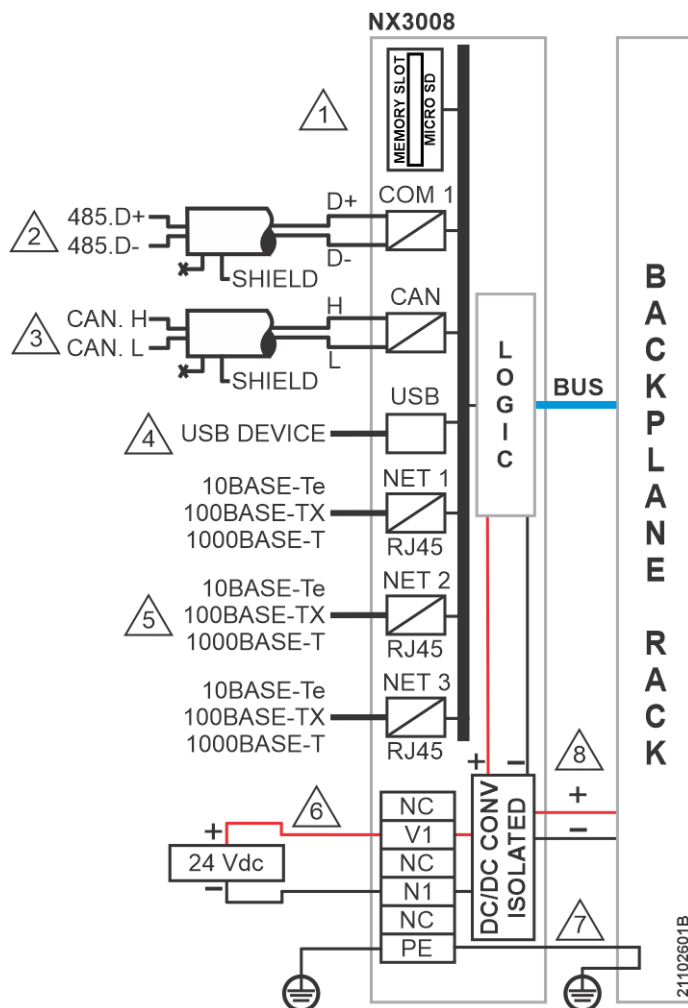 NX3008
MEMORY SLOT
MICRO SD
1
COM 1
D+
485.D+
485.D-
2
D-
SHIELD
CAN
H
CAN. H
CAN. L
3
L
SHIELD
USB
4
USB DEVICE
NET 1
10BASE-Te
100BASE-TX
1000BASE-T
RJ45
NET 2
10BASE-Te
100BASE-TX
1000BASE-T
5
RJ45
NET 3
10BASE-Te
100BASE-TX
1000BASE-T
RJ45
LOGIC
BUS
BACKPLANE
RACK
+
-
8
+
-
DC/DC CONV
ISOLATED
6
NC
V1
NC
N1
NC
PE
+
24 Vdc
-
7
21102601B